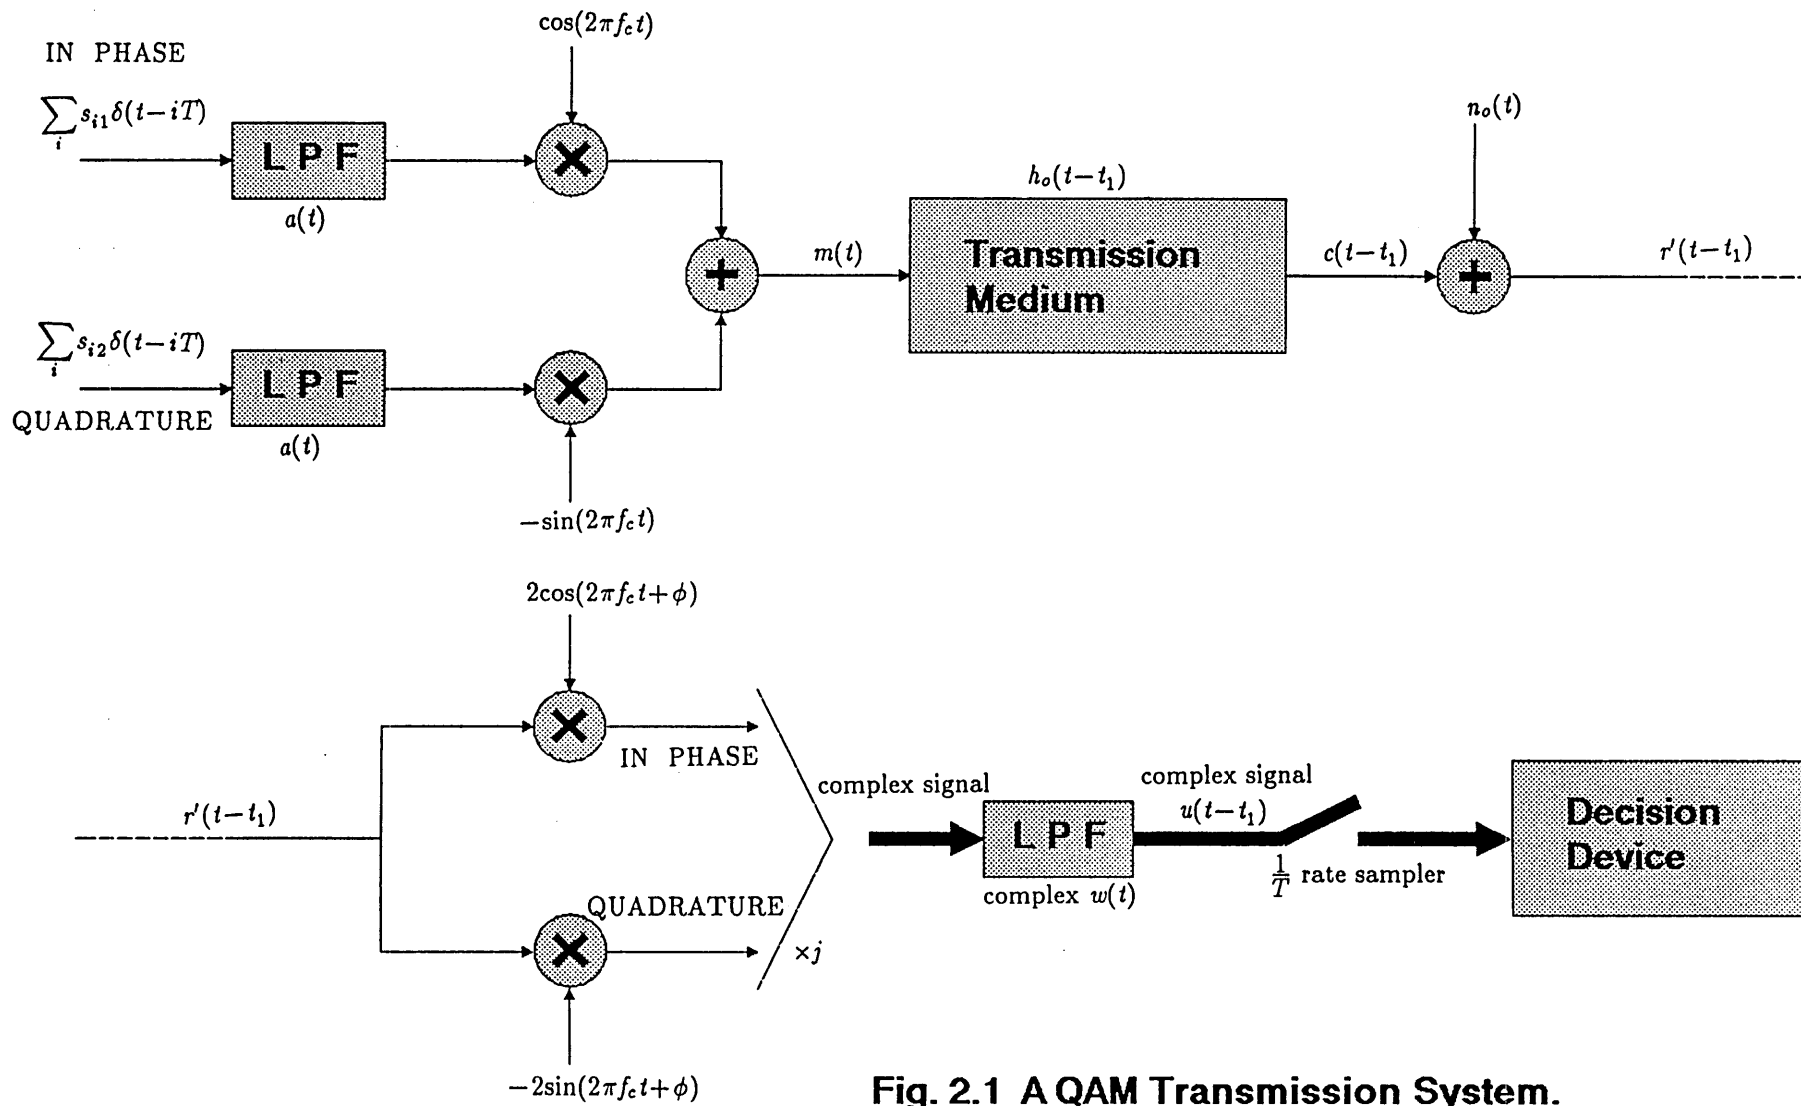 cos(2πf_c t)
IN PHASE
∑_i s_{i1}δ(t−iT)
LPF
a(t)
n_o(t)
h_o(t−t_1)
Transmission
Medium
m(t)
c(t−t_1)
r'(t−t_1)
∑_i s_{i2}δ(t−iT)
LPF
QUADRATURE
a(t)
−sin(2πf_c t)
2cos(2πf_c t+φ)
IN PHASE
r'(t−t_1)
complex signal
complex signal
u(t−t_1)
LPF
complex w(t)
1/T rate sampler
Decision
Device
QUADRATURE
×j
−2sin(2πf_c t+φ)
Fig. 2.1 A QAM Transmission System.